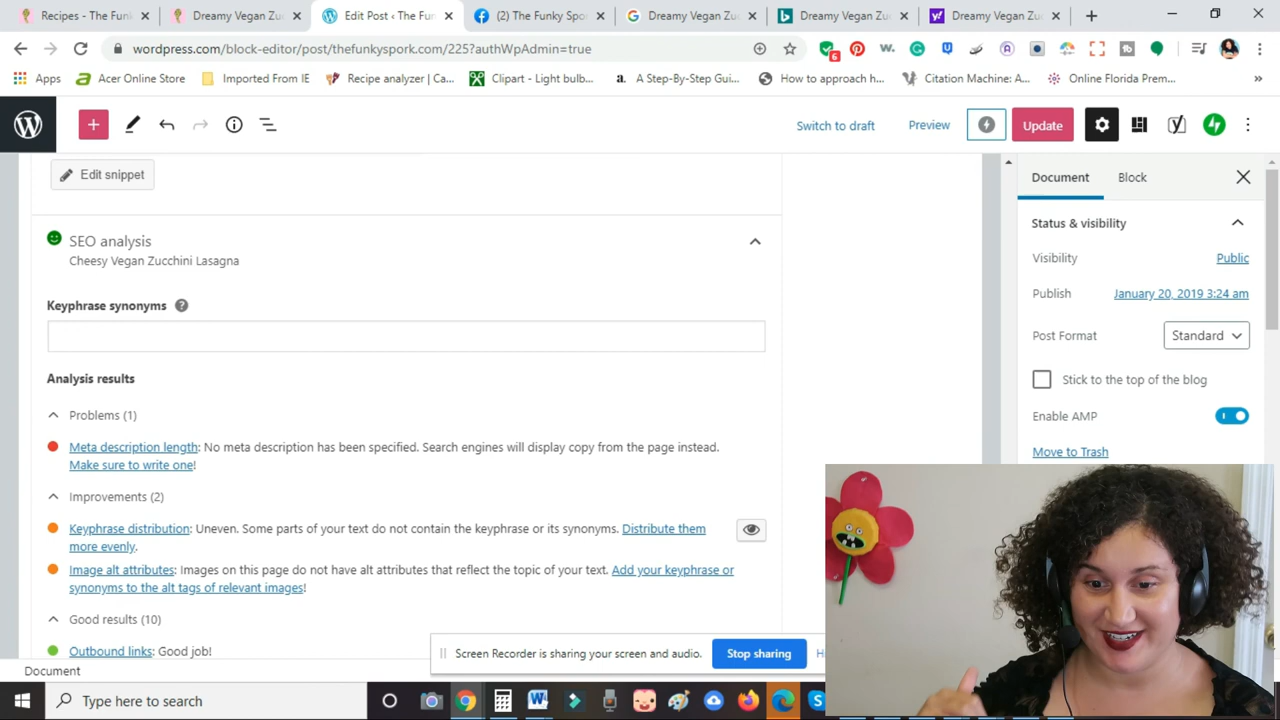 Recipes - The Funk
Dreamy Vegan Zuc
Edit Post ‹ The Fun
(2) The Funky Spo
Dreamy Vegan Zuc
Dreamy Vegan Zuc
Dreamy Vegan Zuc
wordpress.com/block-editor/post/thefunkyspork.com/225?authWpAdmin=true
6
Apps
Acer Online Store
Imported From IE
Recipe analyzer | Ca...
Clipart - Light bulb...
a. A Step-By-Step Gui...
How to approach h...
Citation Machine: A...
Online Florida Prem...
»
Switch to draft
Preview
Update
Edit snippet
Document
Block
SEO analysis
Cheesy Vegan Zucchini Lasagna
Status & visibility
Visibility
Public
Keyphrase synonyms ?
Publish
January 20, 2019 3:24 am
Post Format
Standard
Analysis results
Stick to the top of the blog
Problems (1)
Enable AMP
Meta description length: No meta description has been specified. Search engines will display copy from the page instead.
Make sure to write one!
Move to Trash
Improvements (2)
Keyphrase distribution: Uneven. Some parts of your text do not contain the keyphrase or its synonyms. Distribute them
more evenly.
Image alt attributes: Images on this page do not have alt attributes that reflect the topic of your text. Add your keyphrase or
synonyms to the alt tags of relevant images!
Good results (10)
Outbound links: Good job!
Screen Recorder is sharing your screen and audio.
Stop sharing
Document
Type here to search